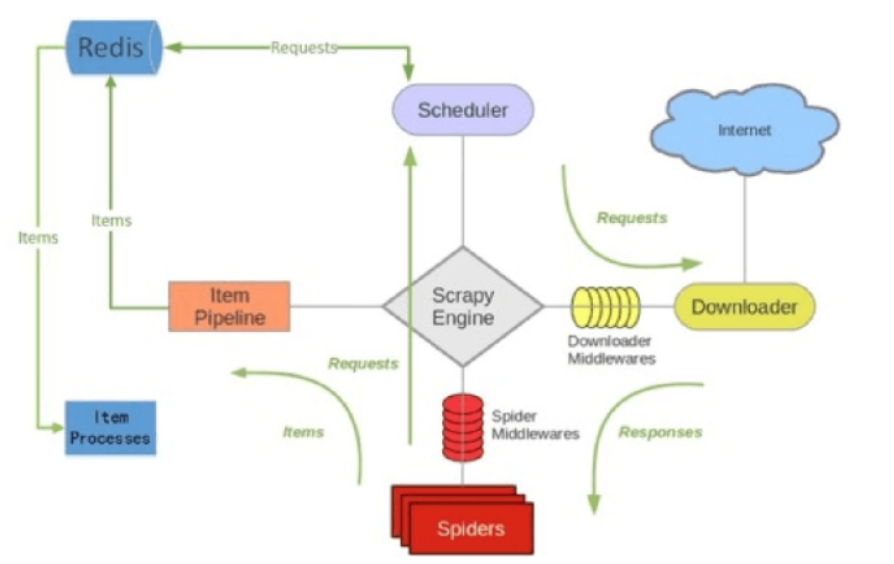 Redis
Requests
Scheduler
Internet
Requests
Items
Items
Item
Pipeline
Scrapy
Engine
Downloader
Downloader
Middlewares
Requests
Item
Processes
Items
Spider
Middlewares
Responses
Spiders